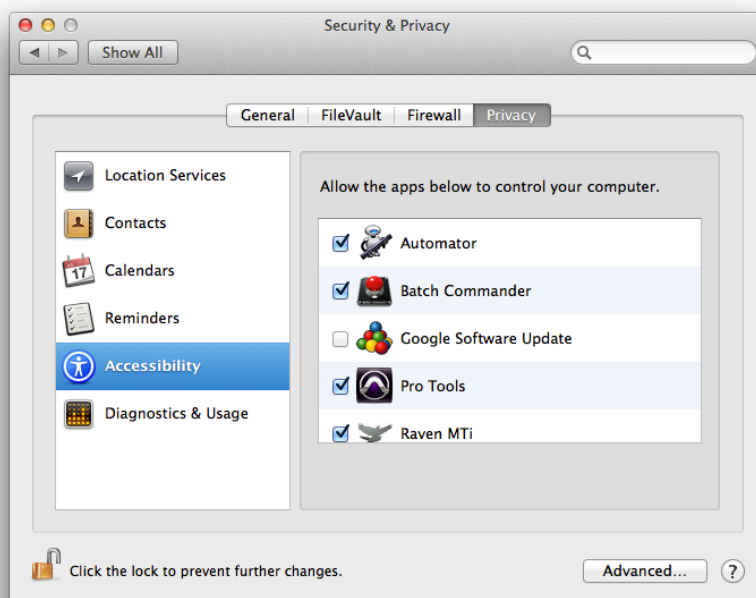 Security & Privacy
Show All
General FileVault Firewall Privacy
Location Services
Contacts
Calendars
Reminders
Accessibility
Diagnostics & Usage
Allow the apps below to control your computer.
Automator
Batch Commander
Google Software Update
Pro Tools
Raven MTi
17
Click the lock to prevent further changes.
Advanced... ?